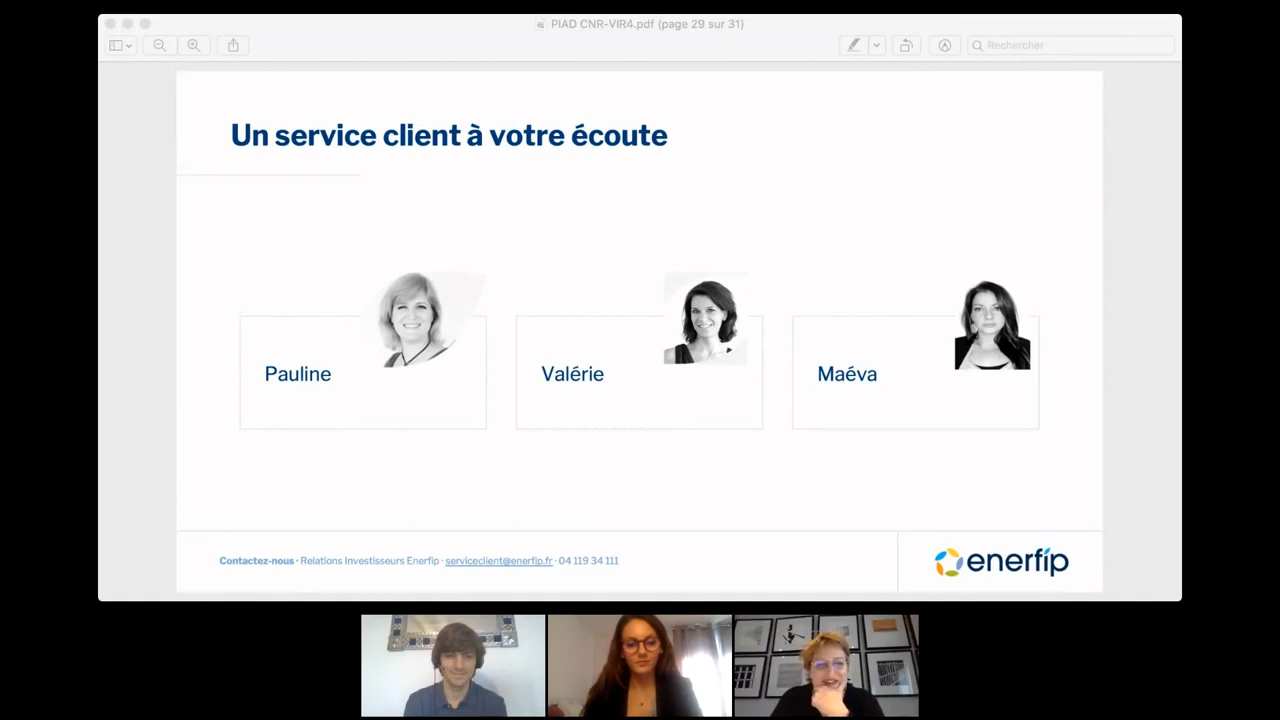 PIAD CNR-VIR4.pdf (page 29 sur 31)
Rechercher
Un service client à votre écoute
Pauline
Valérie
Maéva
Contactez-nous · Relations Investisseurs Enerfip · serviceclient@enerfip.fr · 04 119 34 111
enerfip